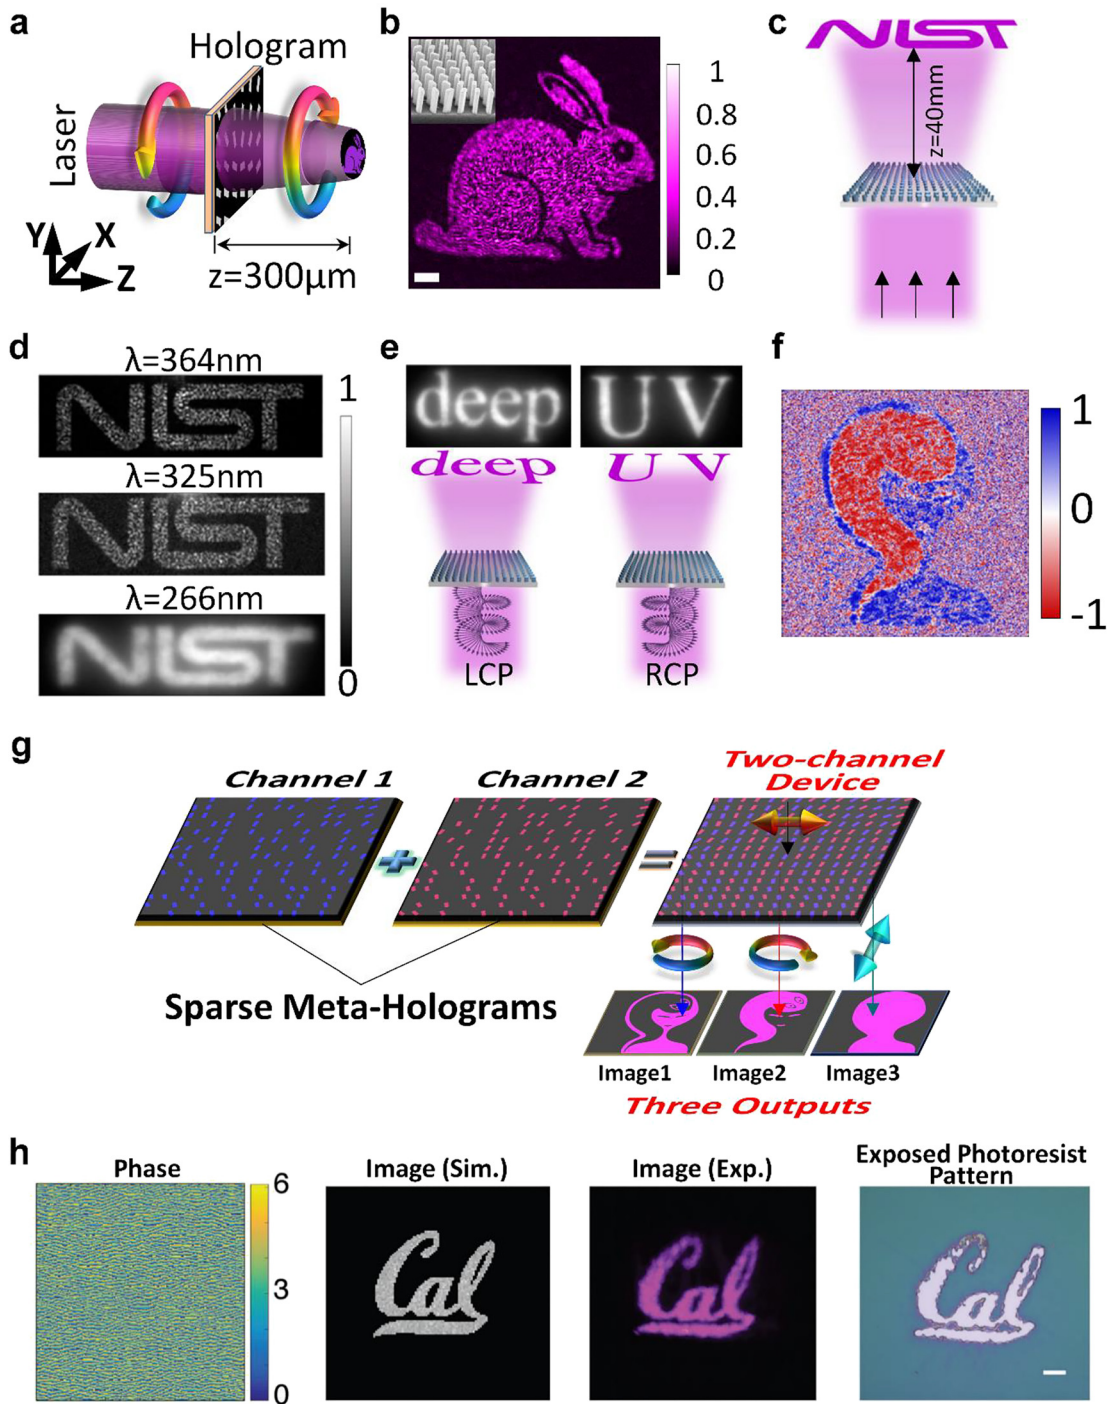 a
Hologram
Laser
Y
X
Z
z=300μm
b
1
0.8
0.6
0.4
0.2
0
c
NIST
z=40mm
d
λ=364nm
NIST
1
λ=325nm
NIST
λ=266nm
NIST
0
e
deep
UV
deep
UV
LCP
RCP
f
1
0
-1
g
Channel 1
Channel 2
Two-channel
Device
Sparse Meta-Holograms
Image1
Image2
Image3
Three Outputs
h
Phase
6
3
0
Image (Sim.)
Cal
Image (Exp.)
Cal
Exposed Photoresist
Pattern
Cal